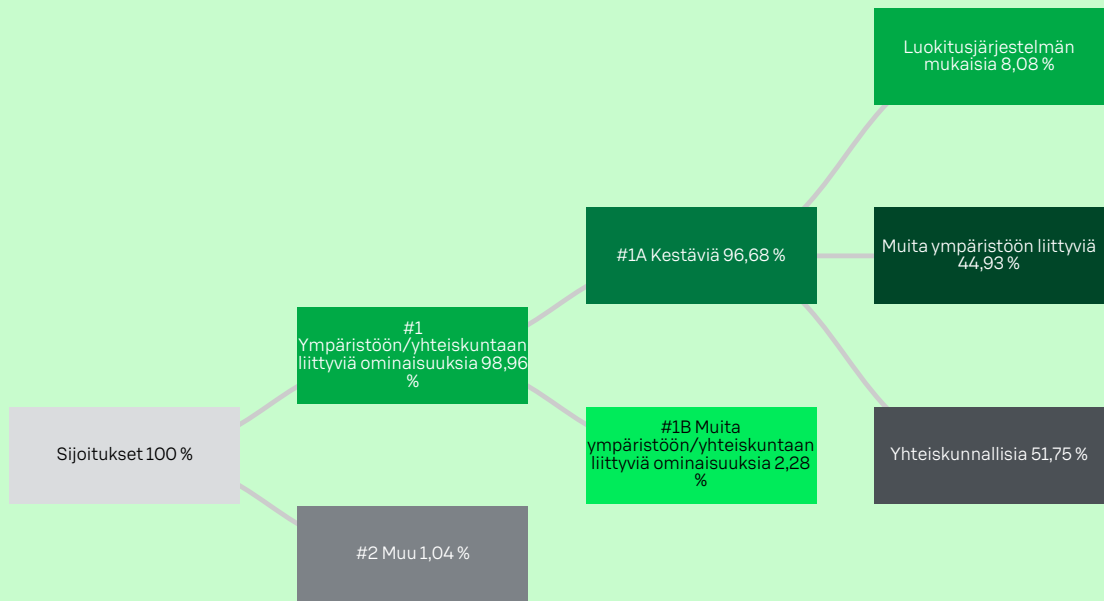 Sijoitukset 100 %
#1
Ympäristöön/yhteiskuntaan
liittyviä ominaisuuksia 98,96
%
#2 Muu 1,04 %
#1A Kestäviä 96,68 %
#1B Muita
ympäristöön/yhteiskuntaan
liittyviä ominaisuuksia 2,28
%
Luokitusjärjestelmän
mukaisia 8,08 %
Muita ympäristöön liittyviä
44,93 %
Yhteiskunnallisia 51,75 %